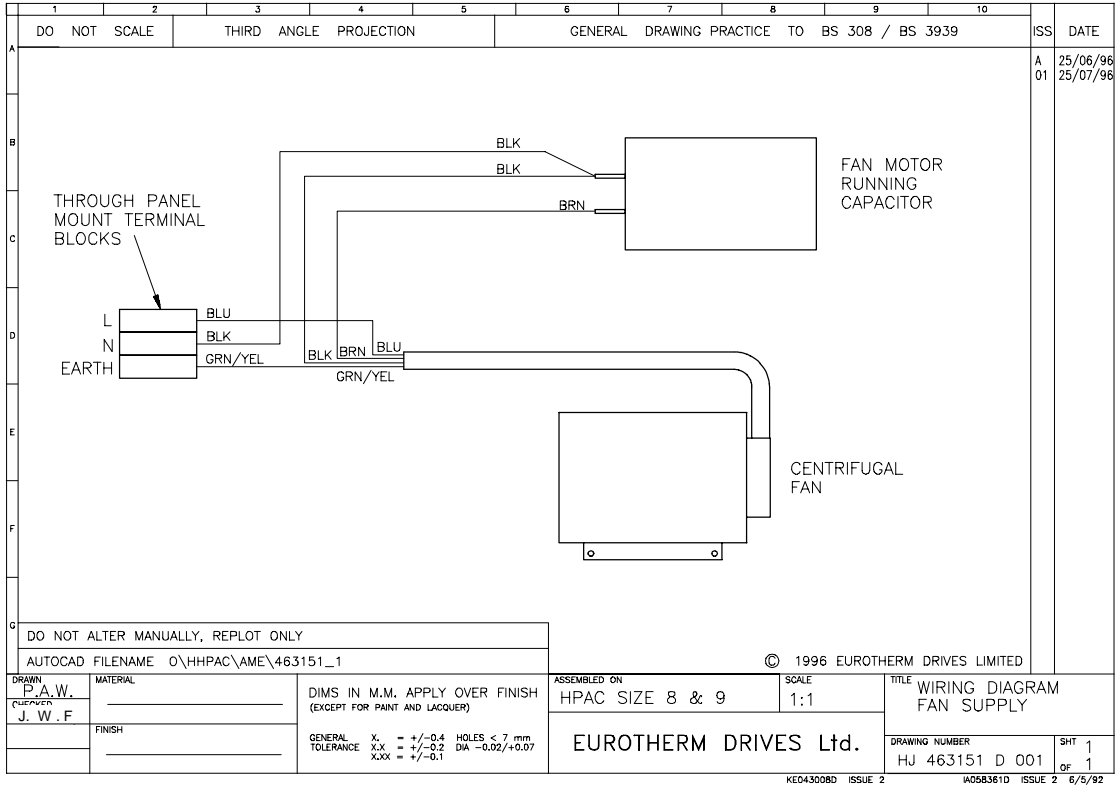 1 2 3 4 5 6 7 8 9 10
DO NOT SCALE THIRD ANGLE PROJECTION GENERAL DRAWING PRACTICE TO BS 308 / BS 3939 ISS DATE
A
A 25/06/96
01 25/07/96
B
BLK
BLK
FAN MOTOR
RUNNING
CAPACITOR
THROUGH PANEL
MOUNT TERMINAL
BLOCKS
BRN
C
L BLU
D
N BLK
BLK BRN BLU
EARTH GRN/YEL
GRN/YEL
E
CENTRIFUGAL
FAN
F
G
DO NOT ALTER MANUALLY, REPLOT ONLY
AUTOCAD FILENAME O\HHPAC\AME\463151_1
© 1996 EUROTHERM DRIVES LIMITED
DRAWN
P.A.W.
CHECKED
J. W . F
MATERIAL
FINISH
DIMS IN M.M. APPLY OVER FINISH
(EXCEPT FOR PAINT AND LACQUER)
GENERAL X. = +/-0.4 HOLES < 7 mm
TOLERANCE X.X = +/-0.2 DIA -0.02/+0.07
X.XX = +/-0.1
ASSEMBLED ON
HPAC SIZE 8 & 9
SCALE
1:1
EUROTHERM DRIVES Ltd.
TITLE WIRING DIAGRAM
FAN SUPPLY
DRAWING NUMBER
HJ 463151 D 001
SHT 1
OF 1
KE043008D ISSUE 2 IA058361D ISSUE 2 6/5/92